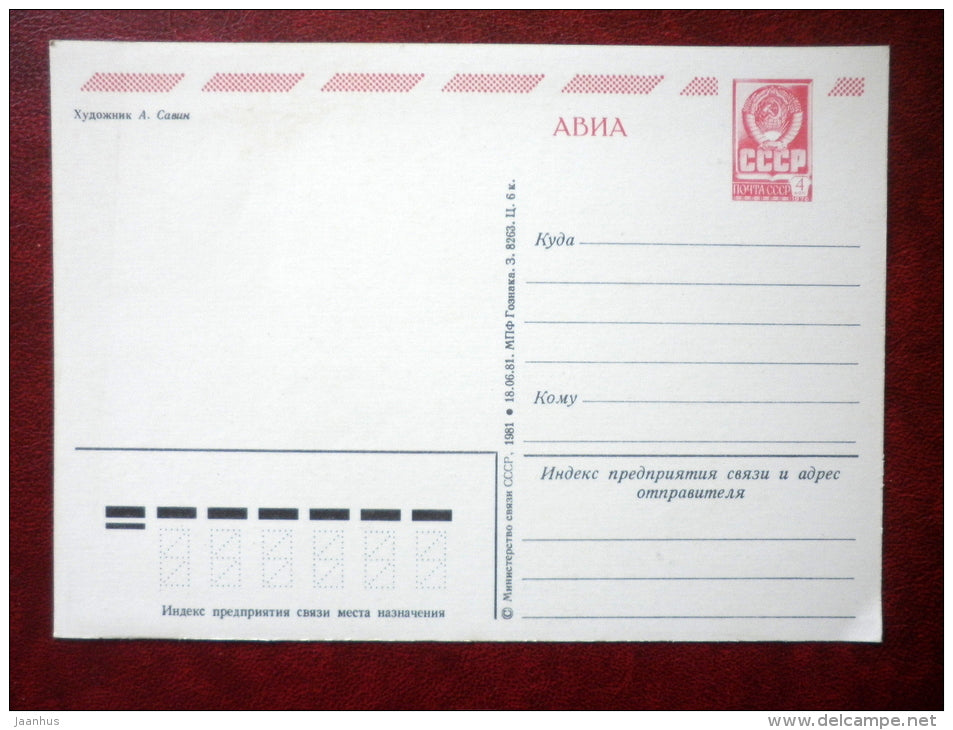 Художник А. Савин
АВИА
СССР
ПОЧТА СССР
4
Куда
Кому
Индекс предприятия связи и адрес
отправителя
© Министерство связи СССР, 1981 • 18.06.81. МПФ Гознака. З. 8263. Ц. 6 к.
Индекс предприятия связи места назначения
jaanhus
www.delcampe.net